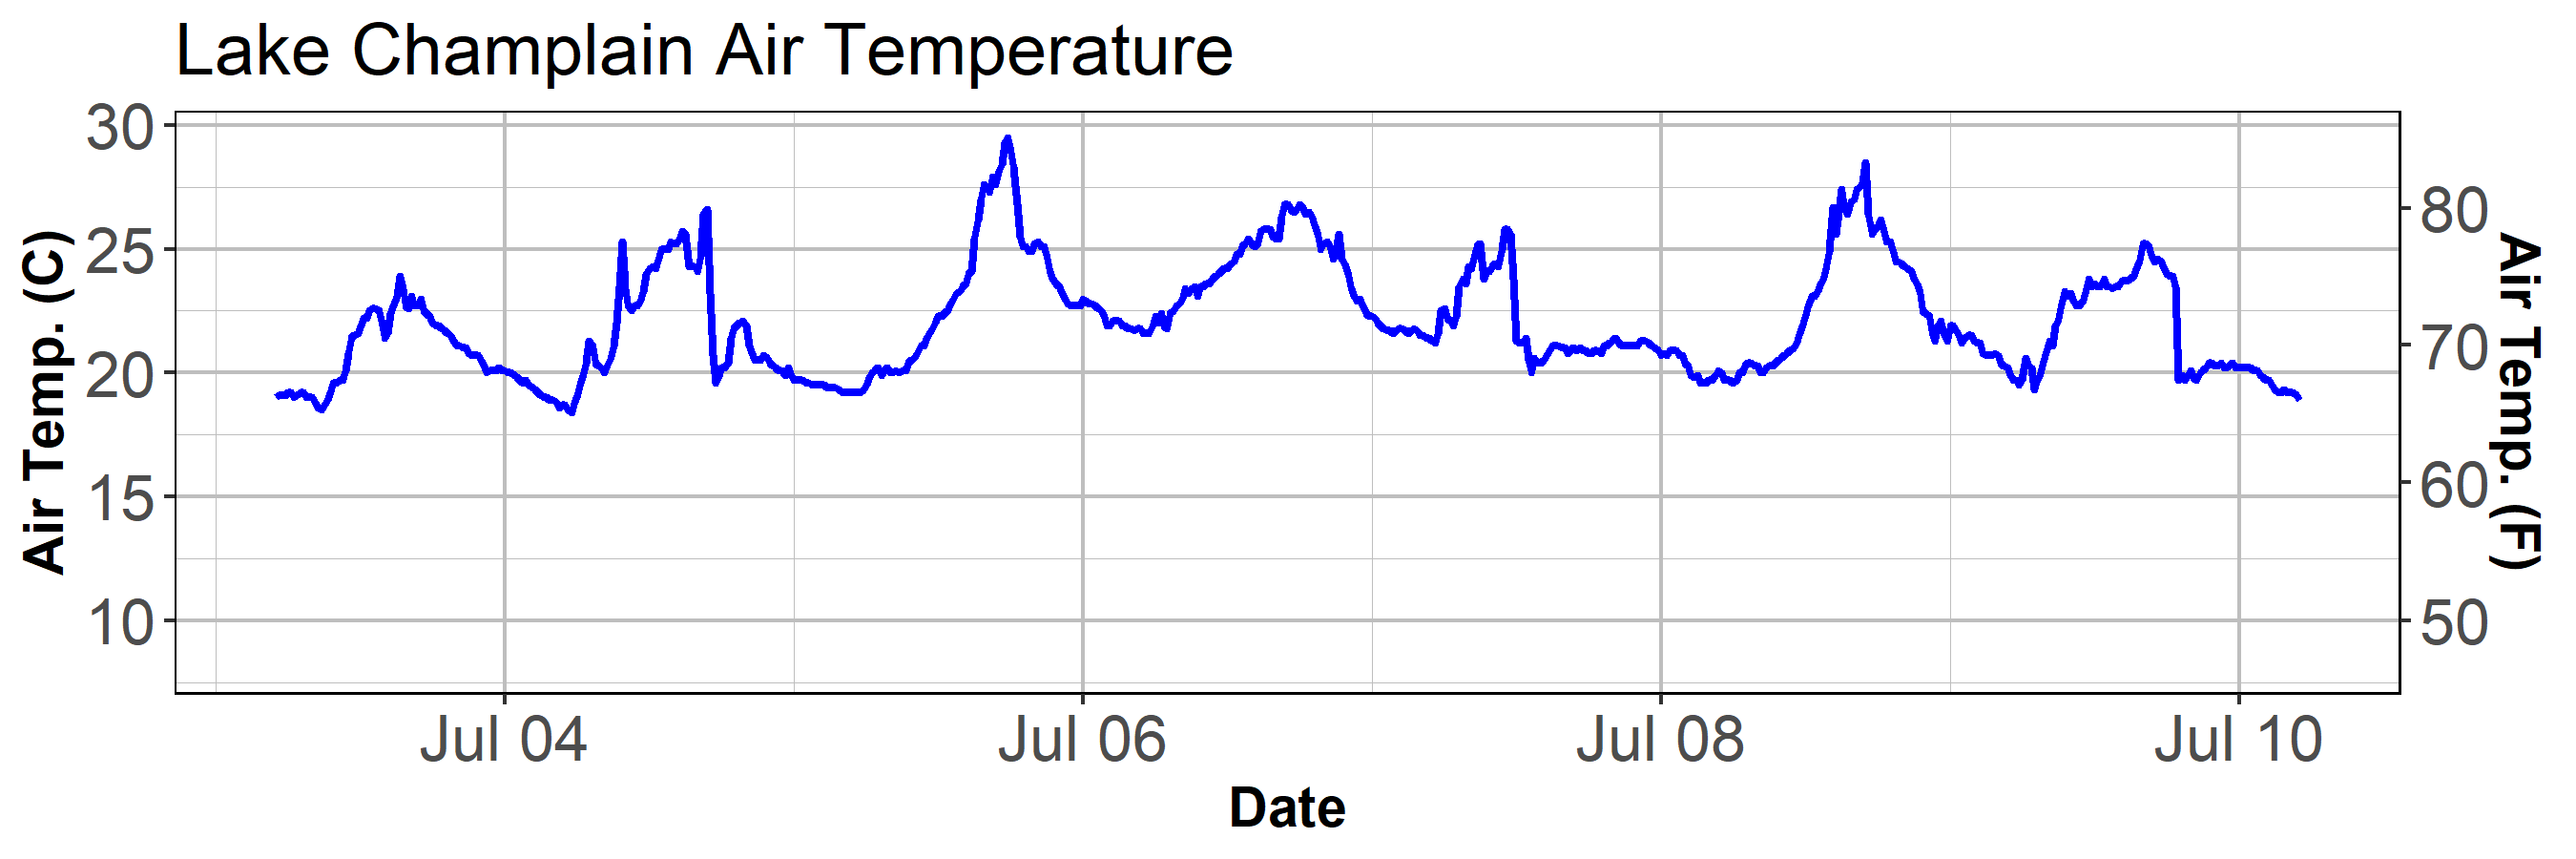 Lake Champlain Air Temperature
30
25
20
15
10
Air Temp. (C)
80
70
60
50
Air Temp. (F)
Jul 04
Jul 06
Jul 08
Jul 10
Date